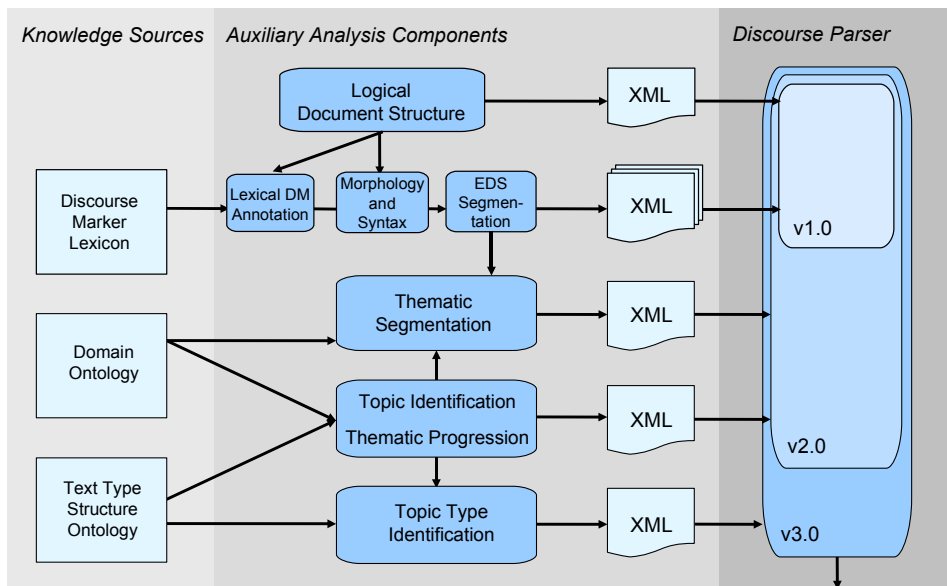 Knowledge Sources
Auxiliary Analysis Components
Discourse Parser
Logical
Document Structure
XML
Discourse
Marker
Lexicon
Lexical DM
Annotation
Morphology
and
Syntax
EDS
Segmen-
tation
XML
v1.0
Thematic
Segmentation
XML
Domain
Ontology
Topic Identification
Thematic Progression
XML
v2.0
Text Type
Structure
Ontology
Topic Type
Identification
XML
v3.0